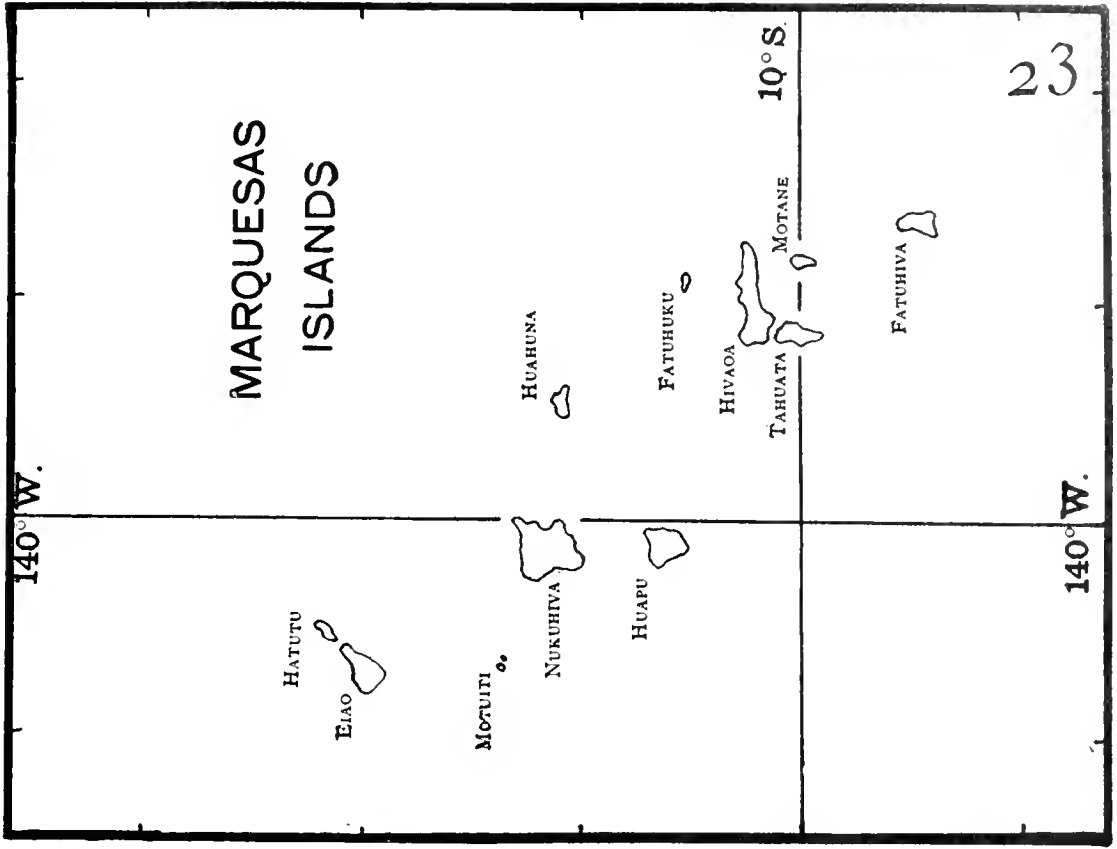 140° W.
MARQUESAS
ISLANDS
HATUTU
EIAO
MOTUITI
HUAHUNA
NUKUHIVA
HUAPU
FATUHUKU
HIVAOA
TAHUATA
MOTANE
10° S.
FATUHIVA
23
140° W.